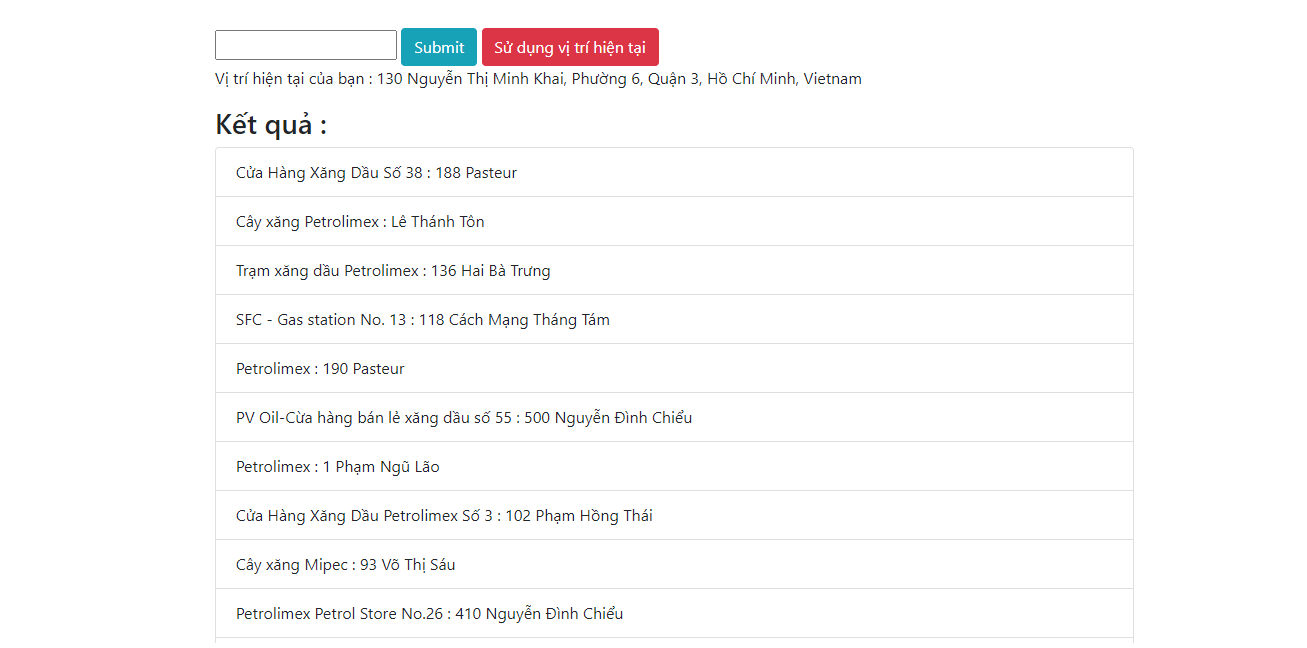 Submit Sử dụng vị trí hiện tại
Vị trí hiện tại của bạn : 130 Nguyễn Thị Minh Khai, Phường 6, Quận 3, Hồ Chí Minh, Vietnam
Kết quả :
Cửa Hàng Xăng Dầu Số 38 : 188 Pasteur
Cây xăng Petrolimex : Lê Thánh Tôn
Trạm xăng dầu Petrolimex : 136 Hai Bà Trưng
SFC - Gas station No. 13 : 118 Cách Mạng Tháng Tám
Petrolimex : 190 Pasteur
PV Oil-Cừa hàng bán lẻ xăng dầu số 55 : 500 Nguyễn Đình Chiểu
Petrolimex : 1 Phạm Ngũ Lão
Cửa Hàng Xăng Dầu Petrolimex Số 3 : 102 Phạm Hồng Thái
Cây xăng Mipec : 93 Võ Thị Sáu
Petrolimex Petrol Store No.26 : 410 Nguyễn Đình Chiểu